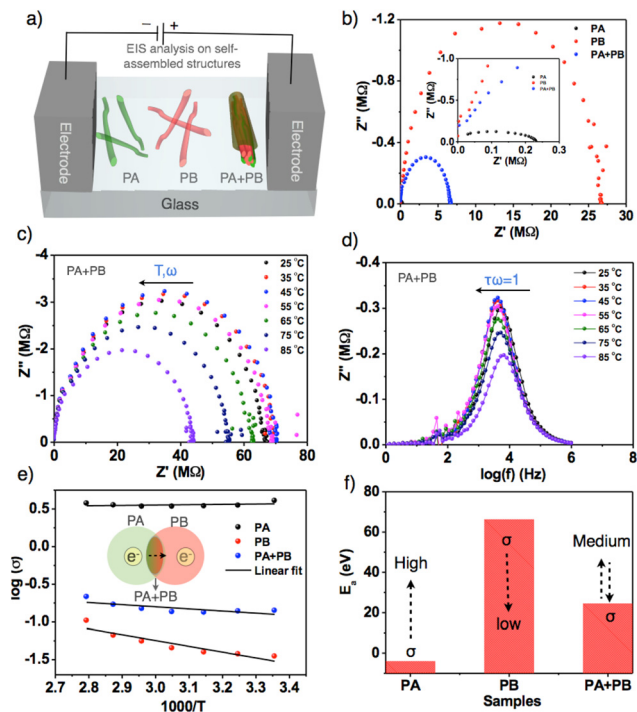 a)
− +
EIS analysis on self-
assembled structures
Electrode
PA
PB
PA+PB
Electrode
Glass
b)
-1.2
-0.8
-0.4
0.0
Z'' (MΩ)
0 5 10 15 20 25 30
Z' (MΩ)
PA
PB
PA+PB
-1.0
-0.5
0.0
Z'' (MΩ)
0.0 0.1 0.2 0.3 0.4
Z' (MΩ)
PA
PB
PA+PB
c)
PA+PB
T,ω
-4
-3
-2
-1
0
Z'' (MΩ)
0 20 40 60 80
Z' (MΩ)
25 °C
35 °C
45 °C
55 °C
65 °C
75 °C
85 °C
d)
PA+PB
τω=1
-0.4
-0.3
-0.2
-0.1
0.0
Z'' (MΩ)
0 2 4 6 8
log(f) (Hz)
25 °C
35 °C
45 °C
55 °C
65 °C
75 °C
85 °C
e)
0.5
0.0
-0.5
-1.0
-1.5
log (σ)
PA PB
e- e-
PA+PB
PA
PB
PA+PB
Linear fit
2.7 2.8 2.9 3.0 3.1 3.2 3.3 3.4
1000/T
f)
80
60
40
20
0
Ea (eV)
High
σ
σ
low
Medium
σ
PA PB PA+PB
Samples